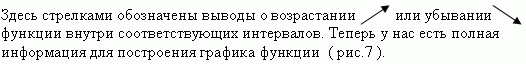 Здесь стрелками обозначены выводы о возрастании или убывании
функции внутри соответствующих интервалов. Теперь у нас есть полная
информация для построения графика функции ( рис.7 ).